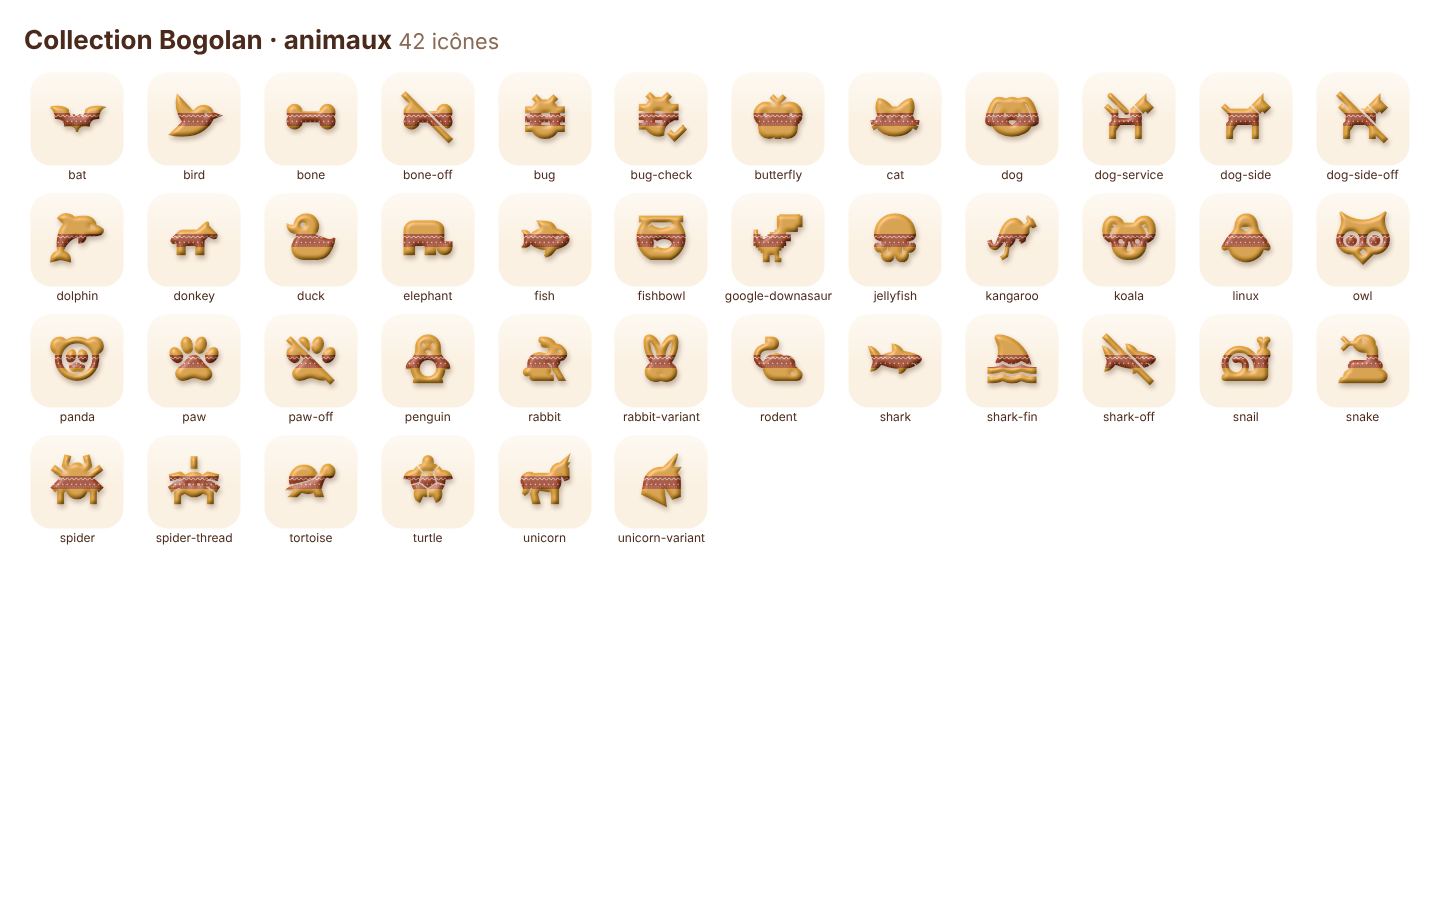 Collection Bogolan · animaux 42 icônes
bat bird bone bone-off bug bug-check butterfly cat dog dog-service dog-side dog-side-off
dolphin donkey duck elephant fish fishbowl google-downasaur jellyfish kangaroo koala linux owl
panda paw paw-off penguin rabbit rabbit-variant rodent shark shark-fin shark-off snail snake
spider spider-thread tortoise turtle unicorn unicorn-variant